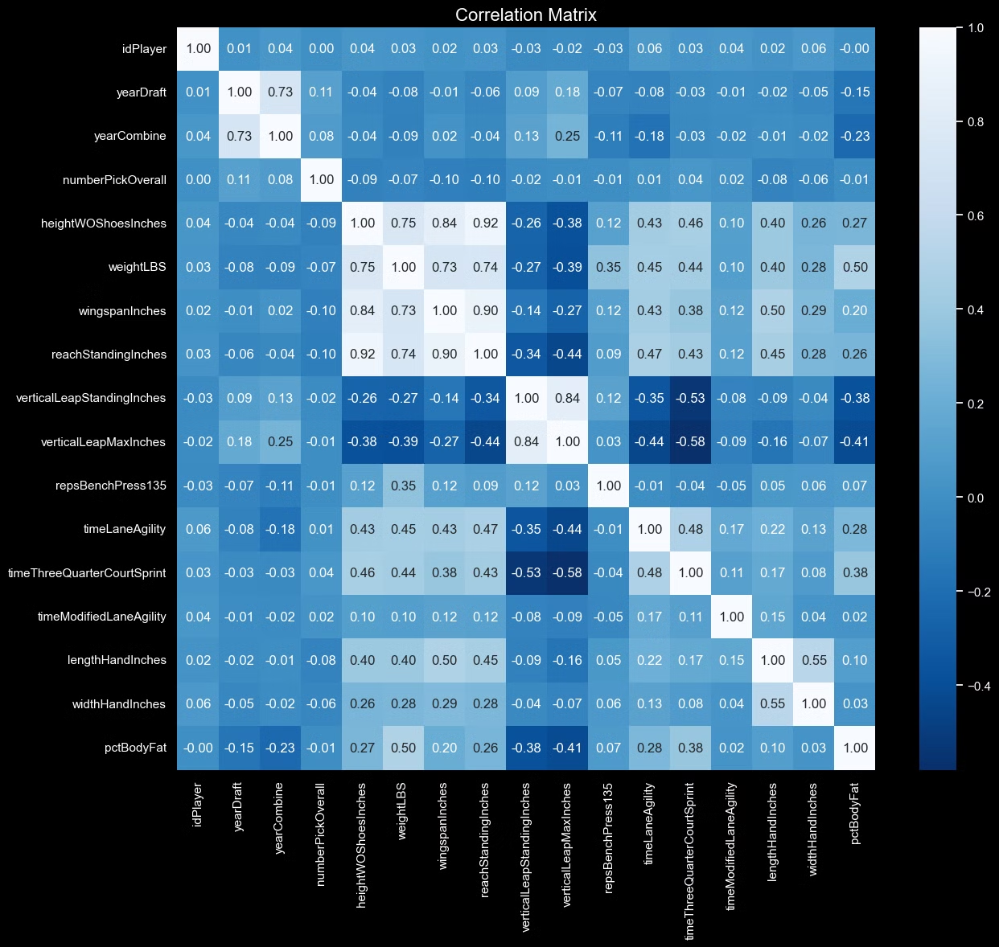 Correlation Matrix
idPlayer 1.00 0.01 0.04 0.00 0.04 0.03 0.02 0.03 -0.03 -0.02 -0.03 0.06 0.03 0.04 0.02 0.06 -0.00
yearDraft 0.01 1.00 0.73 0.11 -0.04 -0.08 -0.01 -0.06 0.09 0.18 -0.07 -0.08 -0.03 -0.01 -0.02 -0.05 -0.15
yearCombine 0.04 0.73 1.00 0.08 -0.04 -0.09 0.02 -0.04 0.13 0.25 -0.11 -0.18 -0.03 -0.02 -0.01 -0.02 -0.23
numberPickOverall 0.00 0.11 0.08 1.00 -0.09 -0.07 -0.10 -0.10 -0.02 -0.01 -0.01 0.01 0.04 0.02 -0.08 -0.06 -0.01
heightWOShoesInches 0.04 -0.04 -0.04 -0.09 1.00 0.75 0.84 0.92 -0.26 -0.38 0.12 0.43 0.46 0.10 0.40 0.26 0.27
weightLBS 0.03 -0.08 -0.09 -0.07 0.75 1.00 0.73 0.74 -0.27 -0.39 0.35 0.45 0.44 0.10 0.40 0.28 0.50
wingspanInches 0.02 -0.01 0.02 -0.10 0.84 0.73 1.00 0.90 -0.14 -0.27 0.12 0.43 0.38 0.12 0.50 0.29 0.20
reachStandingInches 0.03 -0.06 -0.04 -0.10 0.92 0.74 0.90 1.00 -0.34 -0.44 0.09 0.47 0.43 0.12 0.45 0.28 0.26
verticalLeapStandingInches -0.03 0.09 0.13 -0.02 -0.26 -0.27 -0.14 -0.34 1.00 0.84 0.12 -0.35 -0.53 -0.08 -0.09 -0.04 -0.38
verticalLeapMaxInches -0.02 0.18 0.25 -0.01 -0.38 -0.39 -0.27 -0.44 0.84 1.00 0.03 -0.44 -0.58 -0.09 -0.16 -0.07 -0.41
repsBenchPress135 -0.03 -0.07 -0.11 -0.01 0.12 0.35 0.12 0.09 0.12 0.03 1.00 -0.01 -0.04 -0.05 0.05 0.06 0.07
timeLaneAgility 0.06 -0.08 -0.18 0.01 0.43 0.45 0.43 0.47 -0.35 -0.44 -0.01 1.00 0.48 0.17 0.22 0.13 0.28
timeThreeQuarterCourtSprint 0.03 -0.03 -0.03 0.04 0.46 0.44 0.38 0.43 -0.53 -0.58 -0.04 0.48 1.00 0.11 0.17 0.08 0.38
timeModifiedLaneAgility 0.04 -0.01 -0.02 0.02 0.10 0.10 0.12 0.12 -0.08 -0.09 -0.05 0.17 0.11 1.00 0.15 0.04 0.02
lengthHandInches 0.02 -0.02 -0.01 -0.08 0.40 0.40 0.50 0.45 -0.09 -0.16 0.05 0.22 0.17 0.15 1.00 0.55 0.10
widthHandInches 0.06 -0.05 -0.02 -0.06 0.26 0.28 0.29 0.28 -0.04 -0.07 0.06 0.13 0.08 0.04 0.55 1.00 0.03
pctBodyFat -0.00 -0.15 -0.23 -0.01 0.27 0.50 0.20 0.26 -0.38 -0.41 0.07 0.28 0.38 0.02 0.10 0.03 1.00
idPlayer
yearDraft
yearCombine
numberPickOverall
heightWOShoesInches
weightLBS
wingspanInches
reachStandingInches
verticalLeapStandingInches
verticalLeapMaxInches
repsBenchPress135
timeLaneAgility
timeThreeQuarterCourtSprint
timeModifiedLaneAgility
lengthHandInches
widthHandInches
pctBodyFat
1.0
0.8
0.6
0.4
0.2
0.0
−0.2
−0.4